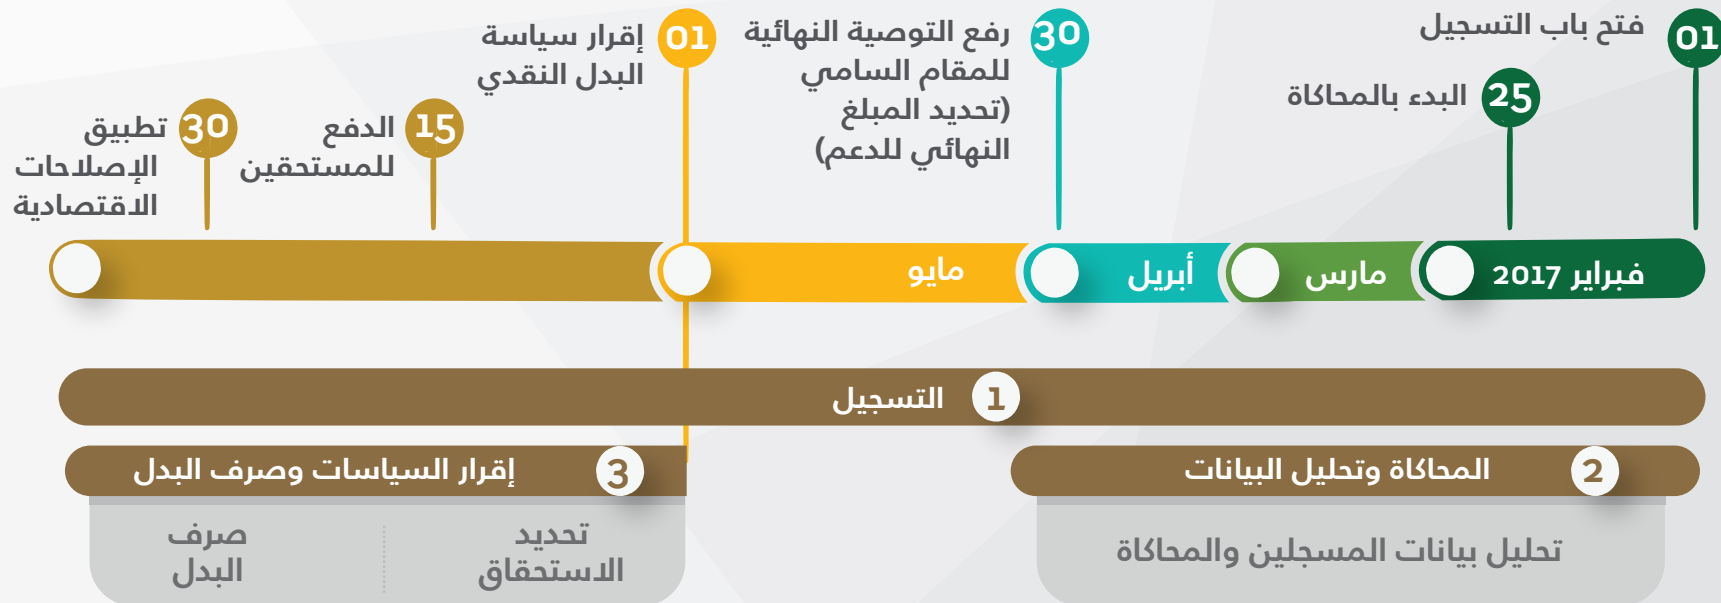 01
فتح باب التسجيل
25
البدء بالمحاكاة
30
رفع التوصية النهائية
للمقام السامي
(تحديد المبلغ
النهائي للدعم)
01
إقرار سياسة
البدل النقدي
15
الدفع
للمستحقين
30
تطبيق
الإصلاحات
الاقتصادية
فبراير 2017
مارس
أبريل
مايو
1 التسجيل
2 المحاكاة وتحليل البيانات
تحليل بيانات المسجلين والمحاكاة
3 إقرار السياسات وصرف البدل
تحديد
الاستحقاق
صرف
البدل